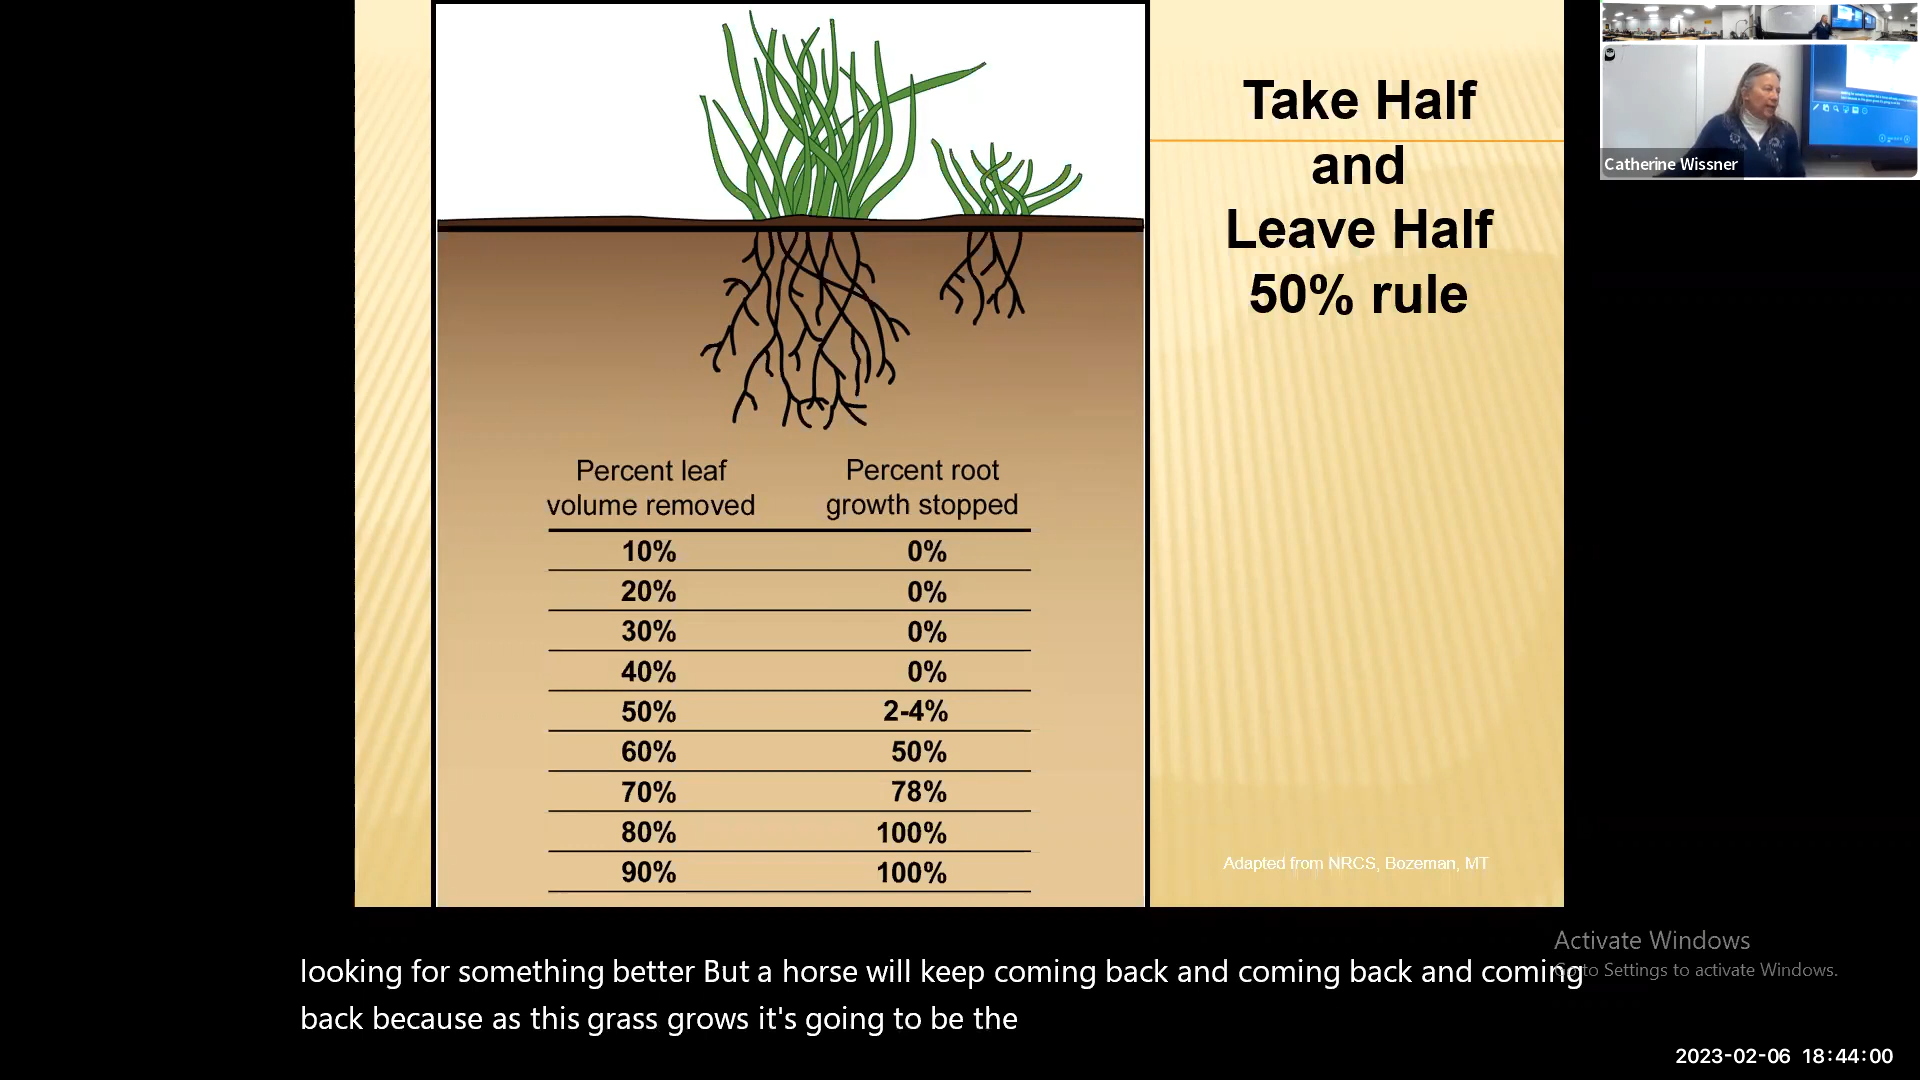 Take Half
and
Leave Half
50% rule
Percent leaf volume removed Percent root growth stopped
10% 0%
20% 0%
30% 0%
40% 0%
50% 2-4%
60% 50%
70% 78%
80% 100%
90% 100%
Adapted from NRCS, Bozeman, MT
Catherine Wissner
looking for something better But a horse will keep coming back and coming back and coming
back because as this grass grows it's going to be the
Activate Windows
Go to Settings to activate Windows.
2023-02-06 18:44:00